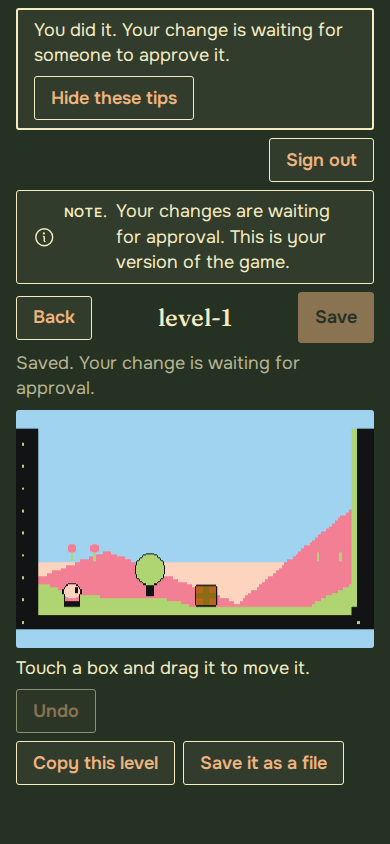 You did it. Your change is waiting for
someone to approve it.
Hide these tips
Sign out
NOTE. Your changes are waiting
for approval. This is your
version of the game.
Back
level-1
Save
Saved. Your change is waiting for
approval.
Touch a box and drag it to move it.
Undo
Copy this level
Save it as a file